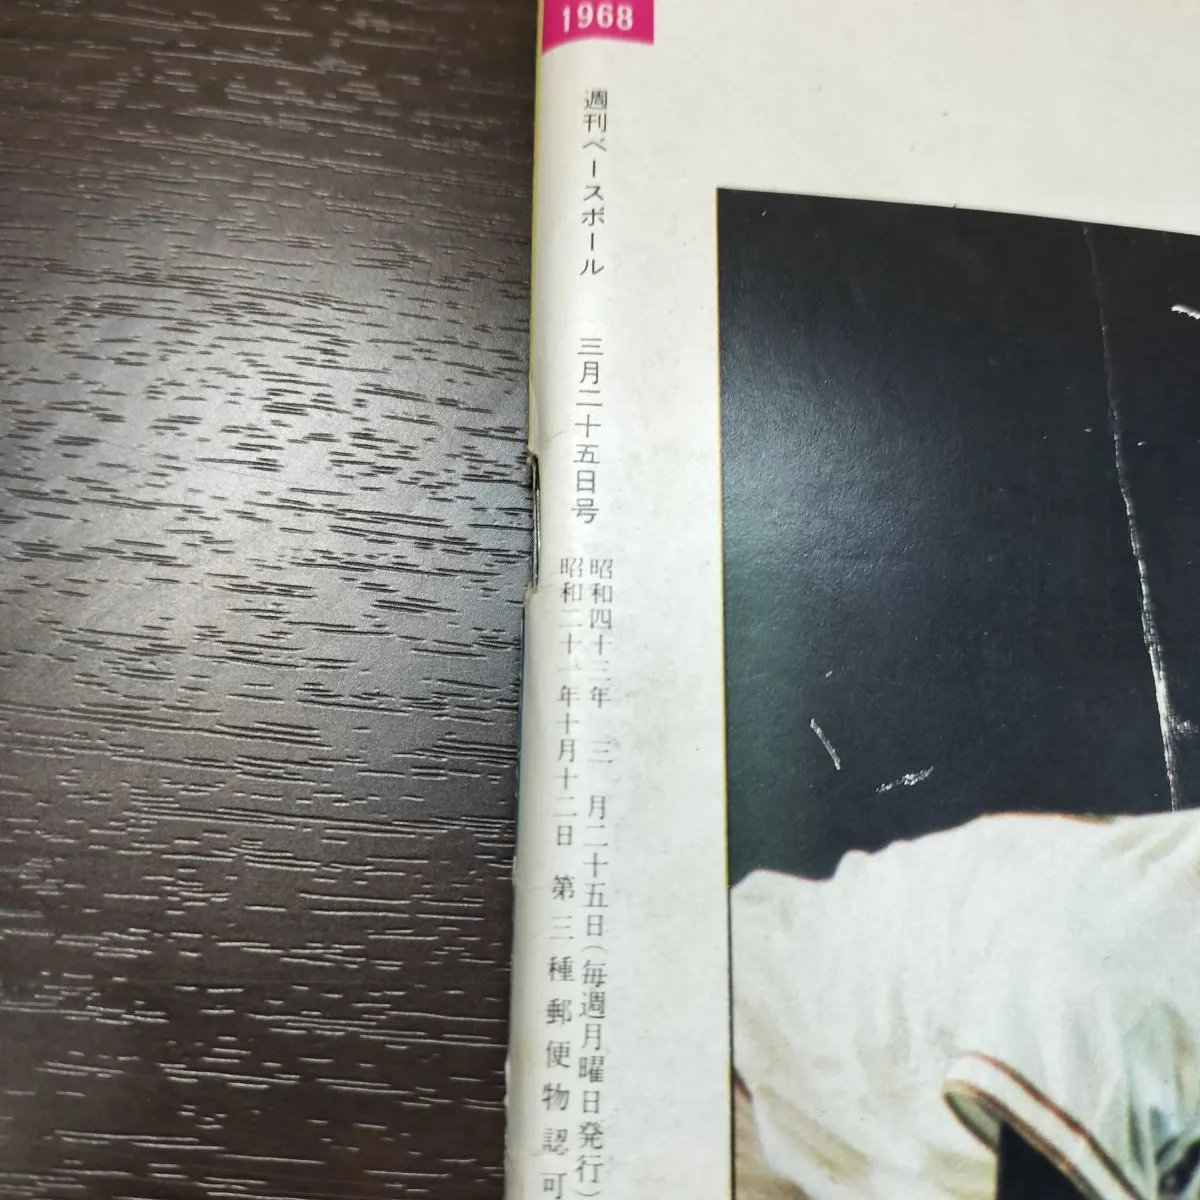 1968
週刊ベースボール 三月二十五日号
昭和四十三年 三 月二十五日(毎週月曜日発行)
昭和二十一年十月十二日 第三種郵便物認可